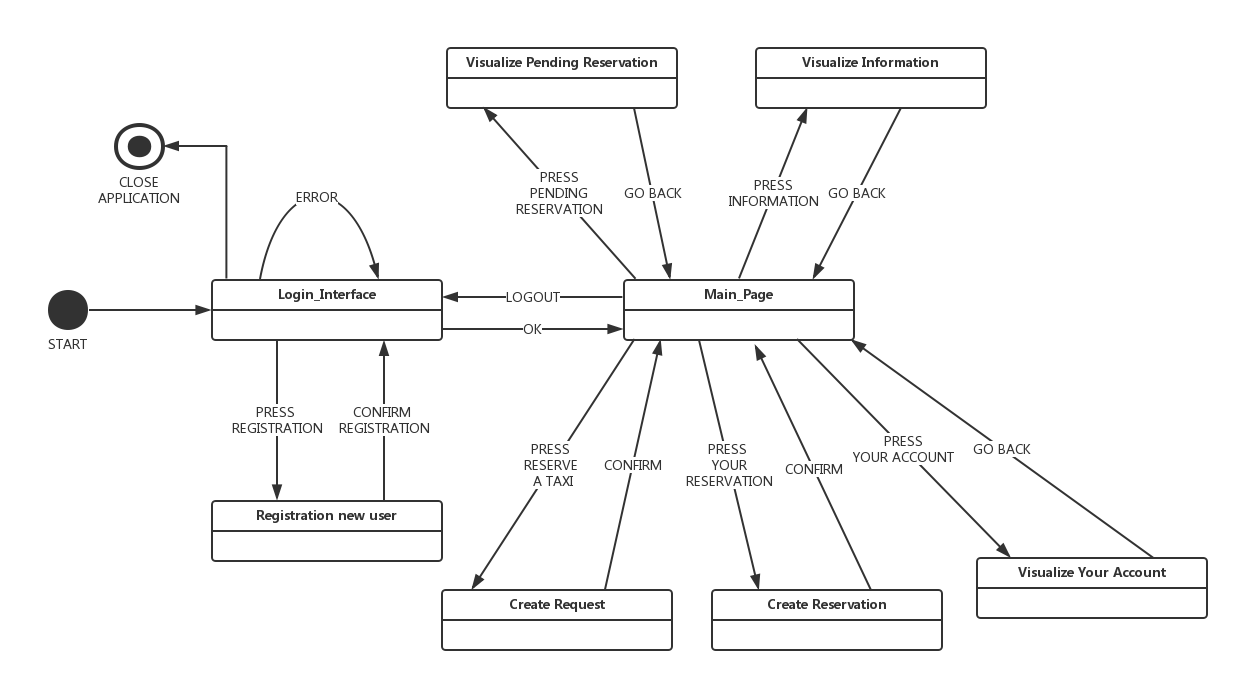 Visualize Pending Reservation
Visualize Information
CLOSE
APPLICATION
ERROR
PRESS
PENDING
RESERVATION
GO BACK
PRESS
INFORMATION
GO BACK
START
Login_Interface
LOGOUT
OK
Main_Page
PRESS
REGISTRATION
CONFIRM
REGISTRATION
PRESS
RESERVE
A TAXI
CONFIRM
PRESS
YOUR
RESERVATION
CONFIRM
PRESS
YOUR ACCOUNT
GO BACK
Registration new user
Create Request
Create Reservation
Visualize Your Account